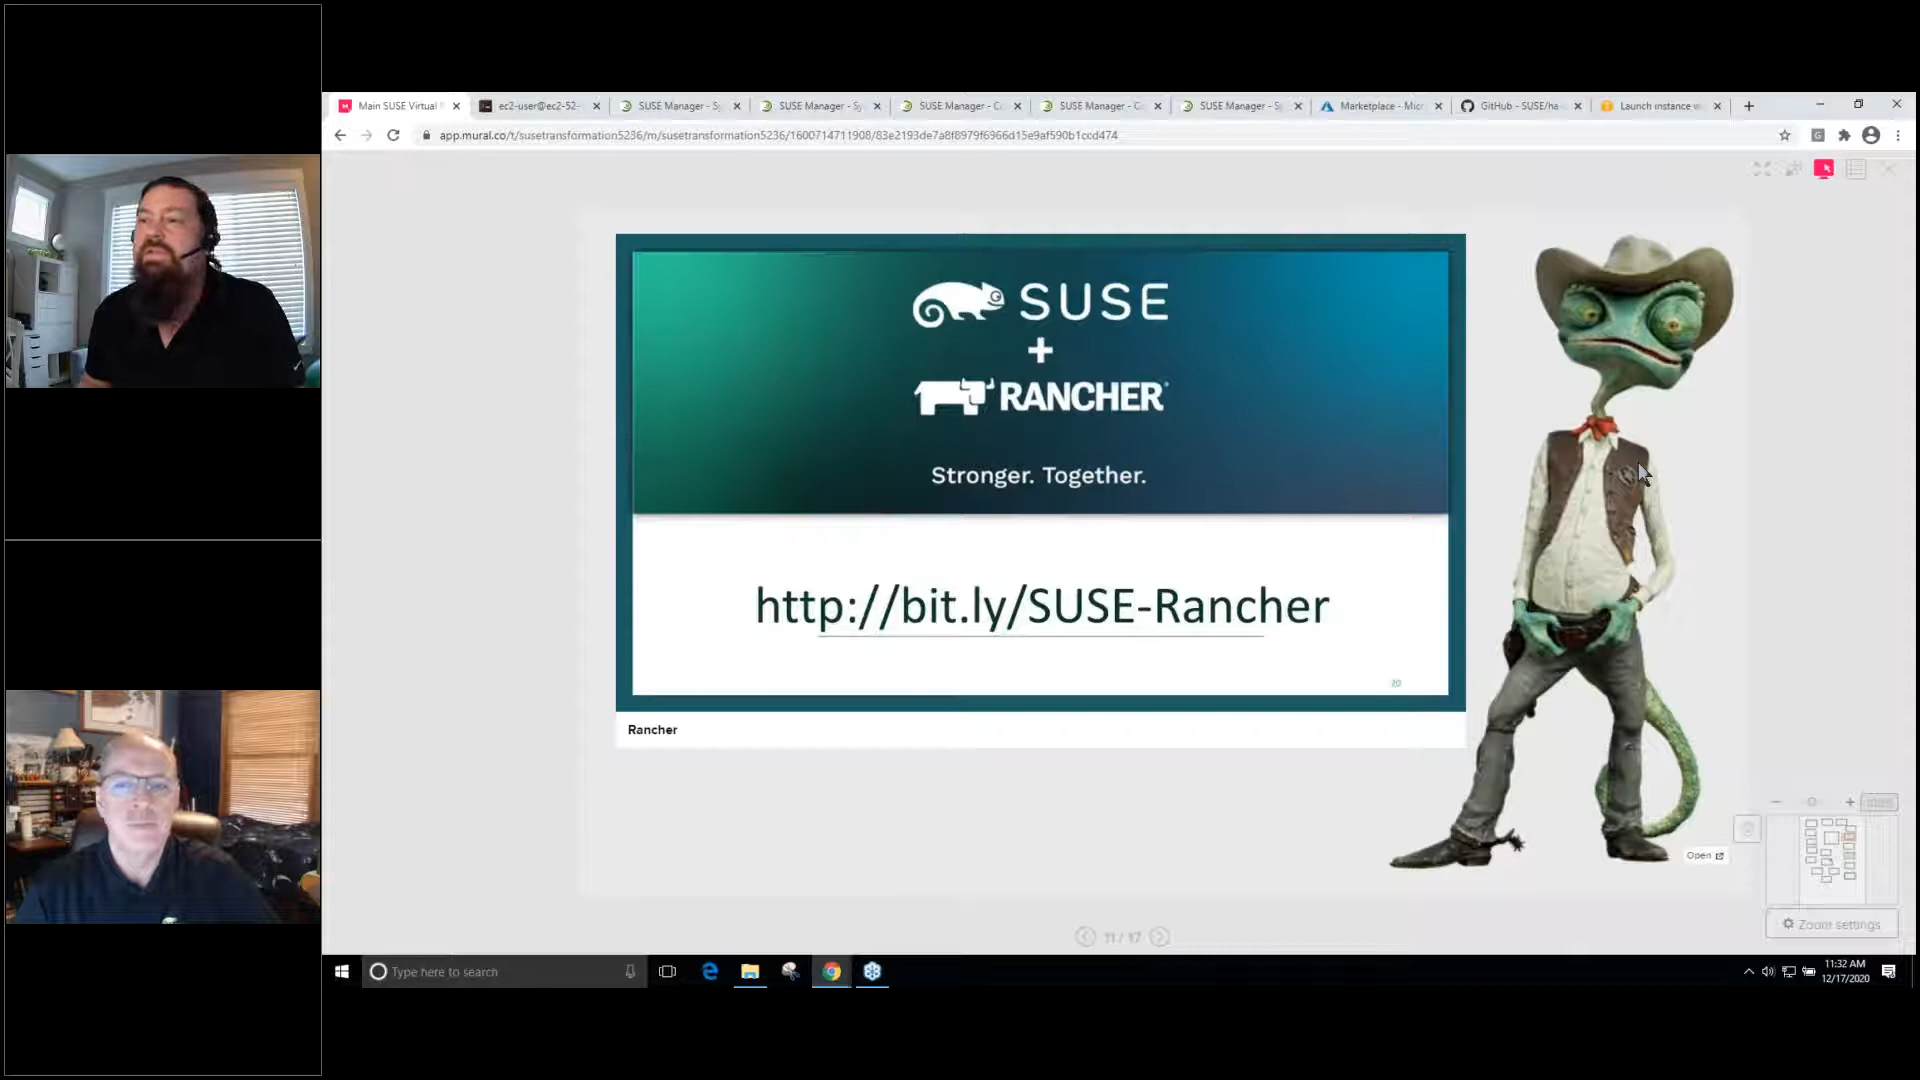 Main SUSE Virtual
ec2-user@ec2-52-
SUSE Manager - Sy
SUSE Manager - Sy
SUSE Manager - Co
SUSE Manager - Co
SUSE Manager - Sy
Marketplace - Micr
GitHub - SUSE/ha-
Launch instance w
app.mural.co/t/susetransformation5236/m/susetransformation5236/1600714711908/83e2193de7a8f8979f6966d15e9af590b1ccd474
SUSE
+
RANCHER
Stronger. Together.
http://bit.ly/SUSE-Rancher
20
Rancher
Open
Zoom settings
11 / 17
Type here to search
11:32 AM
12/17/2020